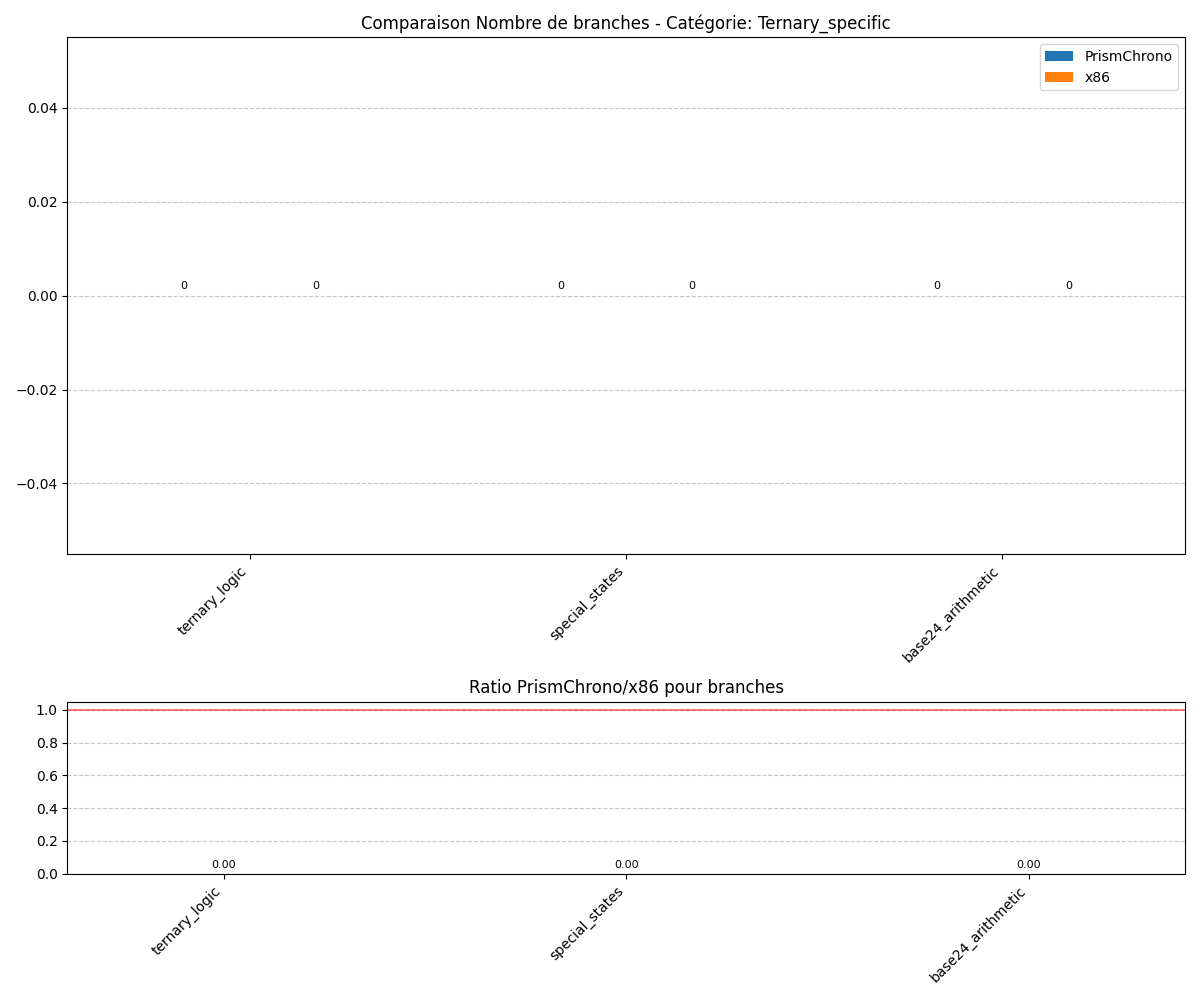 Comparaison Nombre de branches - Catégorie: Ternary_specific
PrismChrono
x86
0.04
0.02
0.00
−0.02
−0.04
0 0 0 0 0 0
ternary_logic
special_states
base24_arithmetic
Ratio PrismChrono/x86 pour branches
1.0
0.8
0.6
0.4
0.2
0.0
0.00 0.00 0.00
ternary_logic
special_states
base24_arithmetic